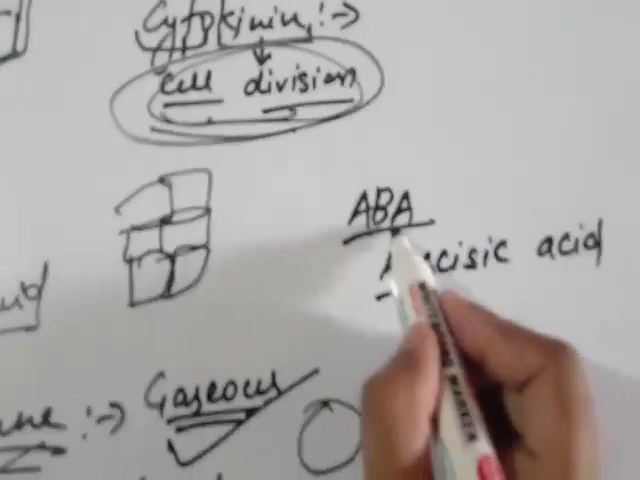 Cytokinin, :->
cell division
ABA
cisic acid
:-> Gaseous